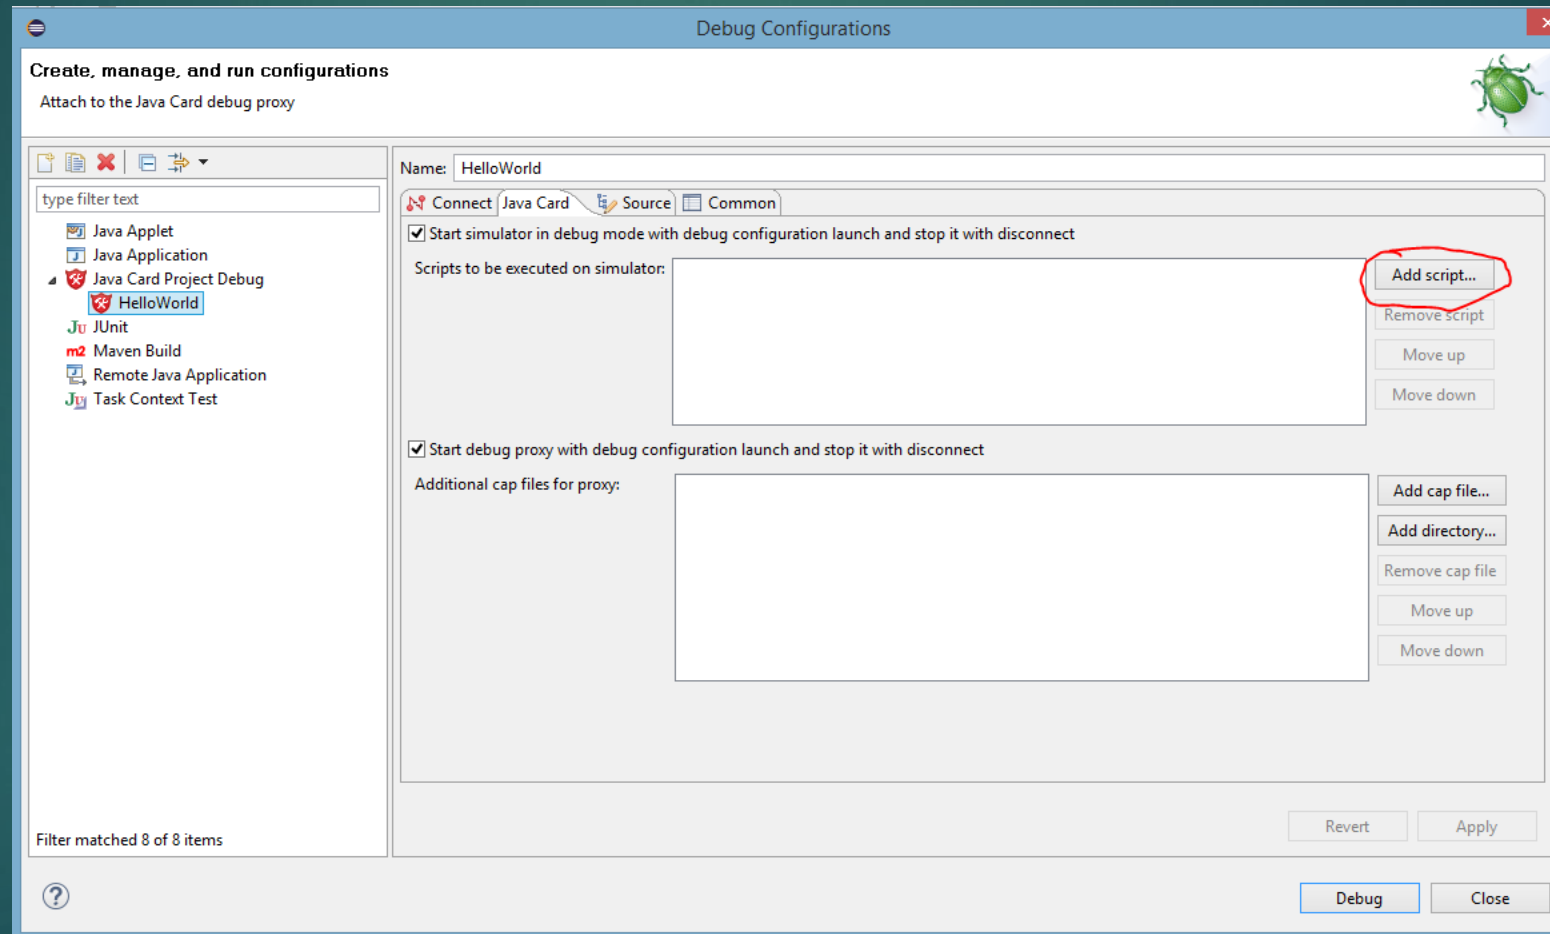 Debug Configurations
Create, manage, and run configurations
Attach to the Java Card debug proxy
type filter text
Java Applet
Java Application
Java Card Project Debug
HelloWorld
JU JUnit
m2 Maven Build
Remote Java Application
JU Task Context Test
Filter matched 8 of 8 items
Name: HelloWorld
Connect Java Card Source Common
Start simulator in debug mode with debug configuration launch and stop it with disconnect
Scripts to be executed on simulator:
Add script...
Remove script
Move up
Move down
Start debug proxy with debug configuration launch and stop it with disconnect
Additional cap files for proxy:
Add cap file...
Add directory...
Remove cap file
Move up
Move down
Revert Apply
? Debug Close